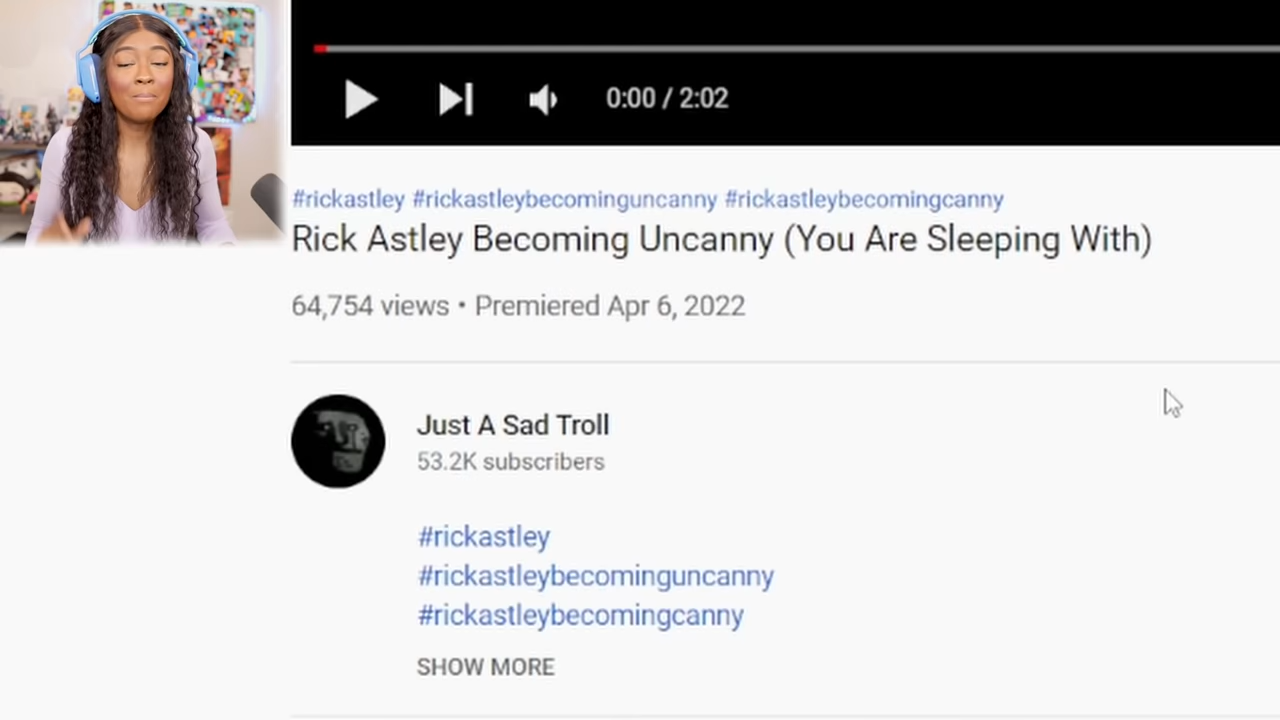 0:00 / 2:02
#rickastley #rickastleybecominguncanny #rickastleybecomingcanny
Rick Astley Becoming Uncanny (You Are Sleeping With)
64,754 views • Premiered Apr 6, 2022
Just A Sad Troll
53.2K subscribers
#rickastley
#rickastleybecominguncanny
#rickastleybecomingcanny
SHOW MORE